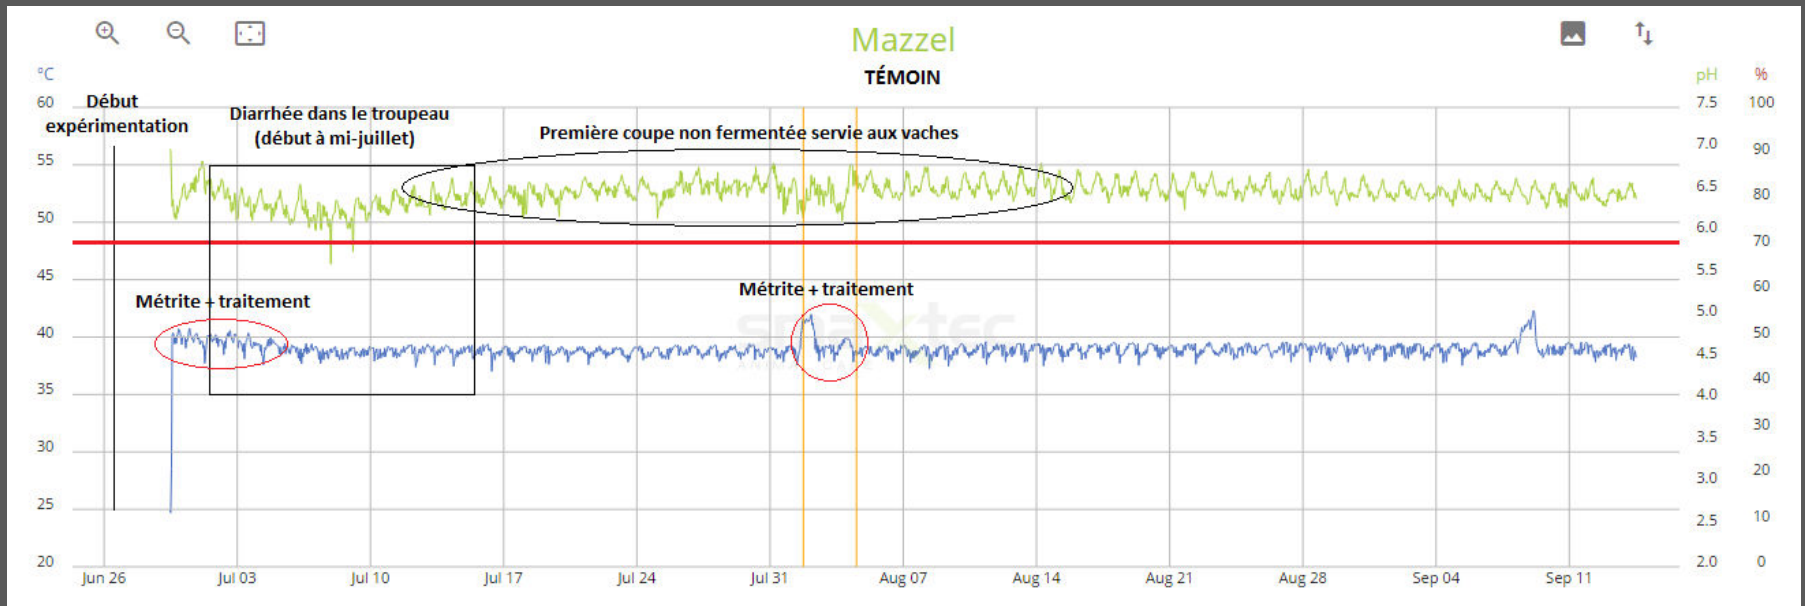 Mazzel
TÉMOIN
°C
pH
%
Début
expérimentation
Diarrhée dans le troupeau
(début à mi-juillet)
Première coupe non fermentée servie aux vaches
Métrite + traitement
Métrite + traitement
smaxtec
60
55
50
45
40
35
30
25
20
7.5
7.0
6.5
6.0
5.5
5.0
4.5
4.0
3.5
3.0
2.5
2.0
100
90
80
70
60
50
40
30
20
10
0
Jun 26
Jul 03
Jul 10
Jul 17
Jul 24
Jul 31
Aug 07
Aug 14
Aug 21
Aug 28
Sep 04
Sep 11